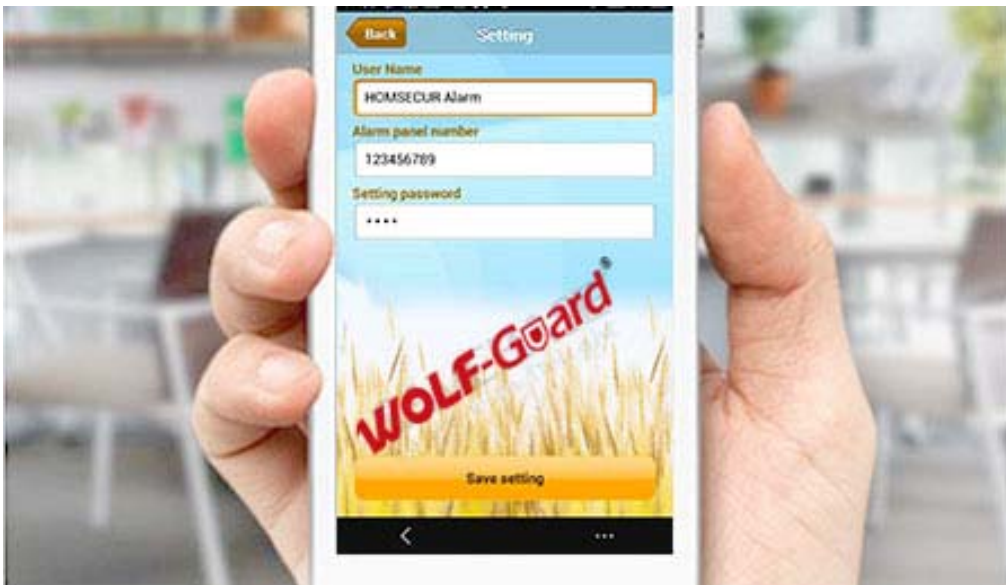 Back
Setting
User Name
HOMSECUR Alarm
Alarm panel number
123456789
Setting password
••••
WOLF-Guard®
Save setting